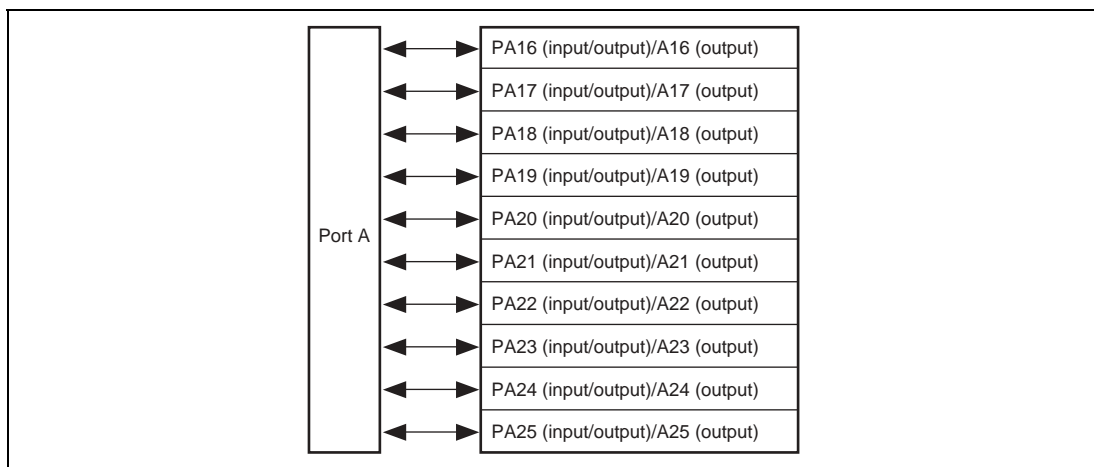 Port A
PA16 (input/output)/A16 (output)
PA17 (input/output)/A17 (output)
PA18 (input/output)/A18 (output)
PA19 (input/output)/A19 (output)
PA20 (input/output)/A20 (output)
PA21 (input/output)/A21 (output)
PA22 (input/output)/A22 (output)
PA23 (input/output)/A23 (output)
PA24 (input/output)/A24 (output)
PA25 (input/output)/A25 (output)